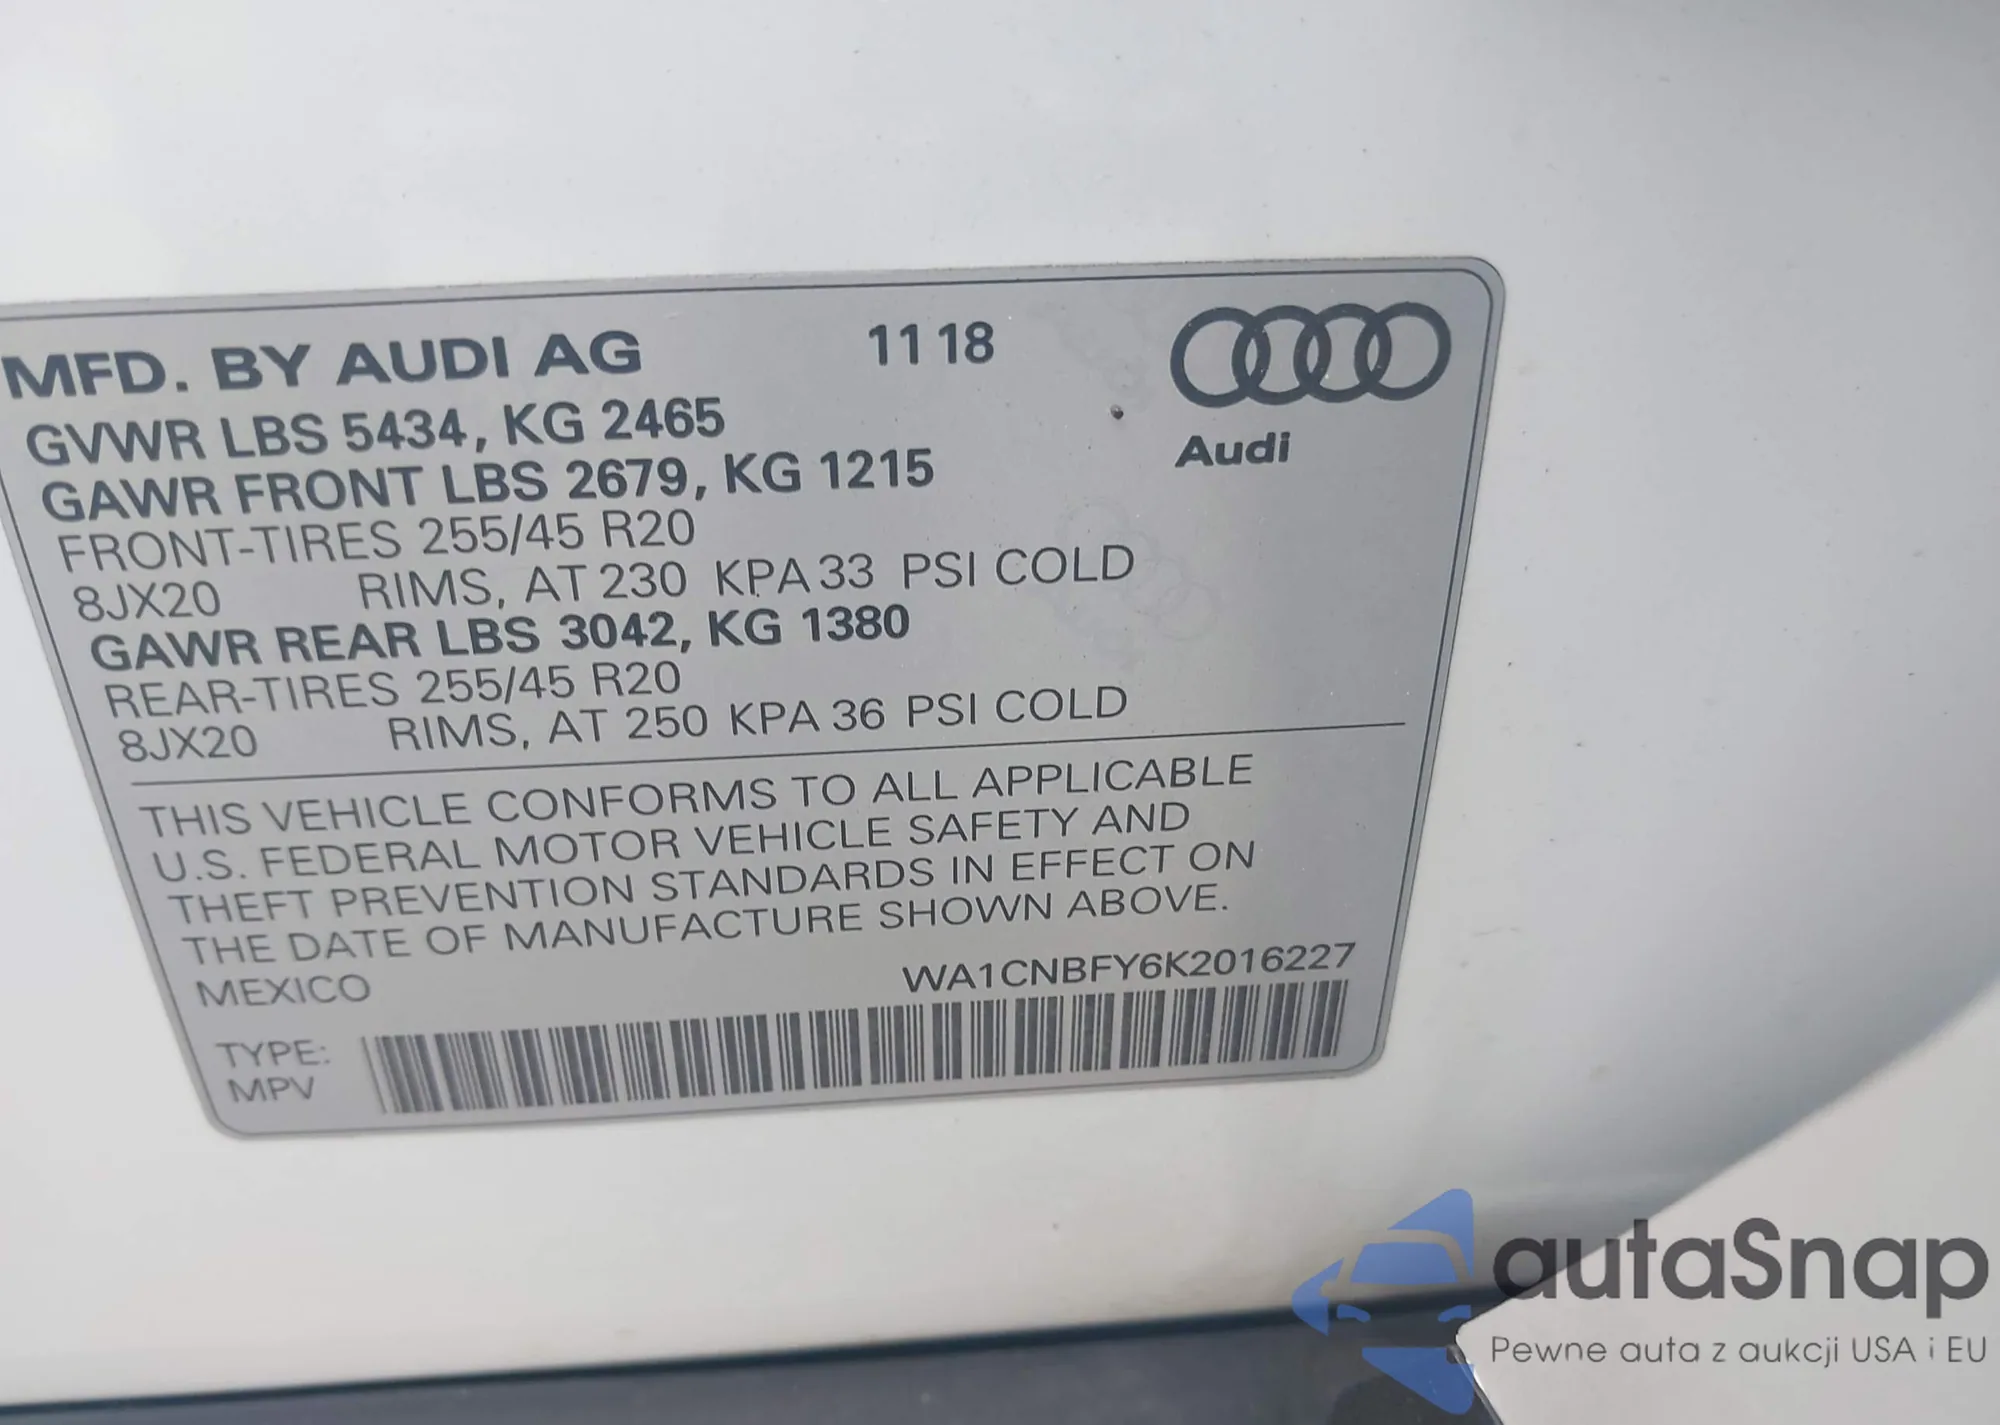 MFD. BY AUDI AG 11 18
Audi
GVWR LBS 5434, KG 2465
GAWR FRONT LBS 2679, KG 1215
FRONT-TIRES 255/45 R20
8JX20 RIMS, AT 230 KPA 33 PSI COLD
GAWR REAR LBS 3042, KG 1380
REAR-TIRES 255/45 R20
8JX20 RIMS, AT 250 KPA 36 PSI COLD
THIS VEHICLE CONFORMS TO ALL APPLICABLE
U.S. FEDERAL MOTOR VEHICLE SAFETY AND
THEFT PREVENTION STANDARDS IN EFFECT ON
THE DATE OF MANUFACTURE SHOWN ABOVE.
MEXICO WA1CNBFY6K2016227
TYPE:
MPV
autaSnap
Pewne auta z aukcji USA i EU